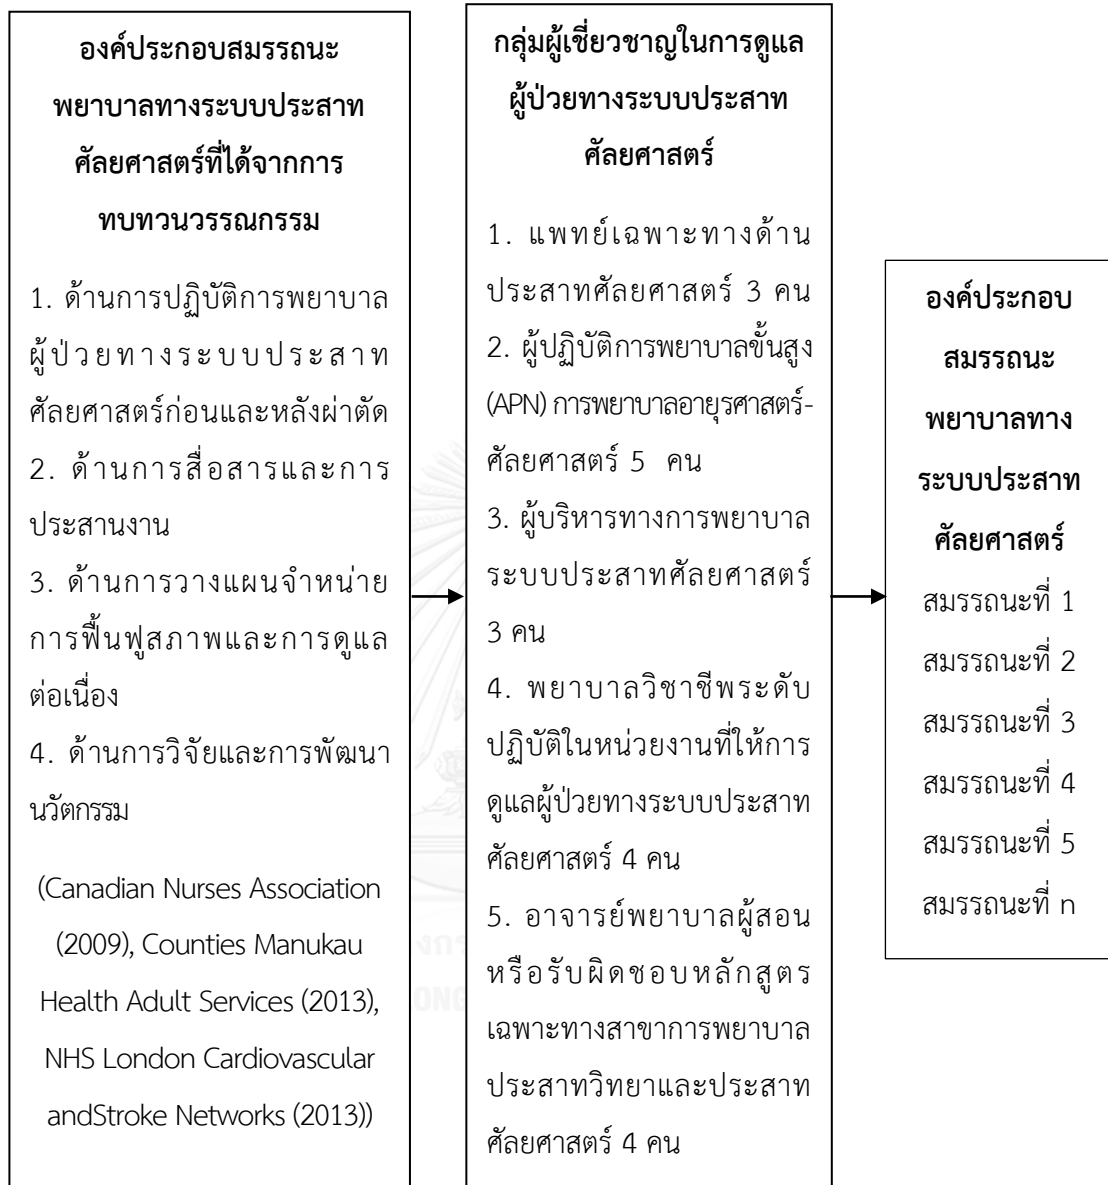 องค์ประกอบสมรรถนะ
พยาบาลทางระบบประสาท
ศัลยศาสตร์ที่ได้จากการ
ทบทวนวรรณกรรม
1. ด้านการปฏิบัติการพยาบาล
ผู้ป่วยทางระบบประสาท
ศัลยศาสตร์ก่อนและหลังผ่าตัด
2. ด้านการสื่อสารและการ
ประสานงาน
3. ด้านการวางแผนจำหน่าย
การฟื้นฟูสภาพและการดูแล
ต่อเนื่อง
4. ด้านการวิจัยและการพัฒนา
นวัตกรรม
(Canadian Nurses Association
(2009), Counties Manukau
Health Adult Services (2013),
NHS London Cardiovascular
andStroke Networks (2013))
กลุ่มผู้เชี่ยวชาญในการดูแล
ผู้ป่วยทางระบบประสาท
ศัลยศาสตร์
1. แพทย์เฉพาะทางด้าน
ประสาทศัลยศาสตร์ 3 คน
2. ผู้ปฏิบัติการพยาบาลขั้นสูง
(APN) การพยาบาลอายุรศาสตร์-
ศัลยศาสตร์ 5 คน
3. ผู้บริหารทางการพยาบาล
ระบบประสาทศัลยศาสตร์
3 คน
4. พยาบาลวิชาชีพระดับ
ปฏิบัติในหน่วยงานที่ให้การ
ดูแลผู้ป่วยทางระบบประสาท
ศัลยศาสตร์ 4 คน
5. อาจารย์พยาบาลผู้สอน
หรือรับผิดชอบหลักสูตร
เฉพาะทางสาขาการพยาบาล
ประสาทวิทยาและประสาท
ศัลยศาสตร์ 4 คน
องค์ประกอบ
สมรรถนะ
พยาบาลทาง
ระบบประสาท
ศัลยศาสตร์
สมรรถนะที่ 1
สมรรถนะที่ 2
สมรรถนะที่ 3
สมรรถนะที่ 4
สมรรถนะที่ 5
สมรรถนะที่ n